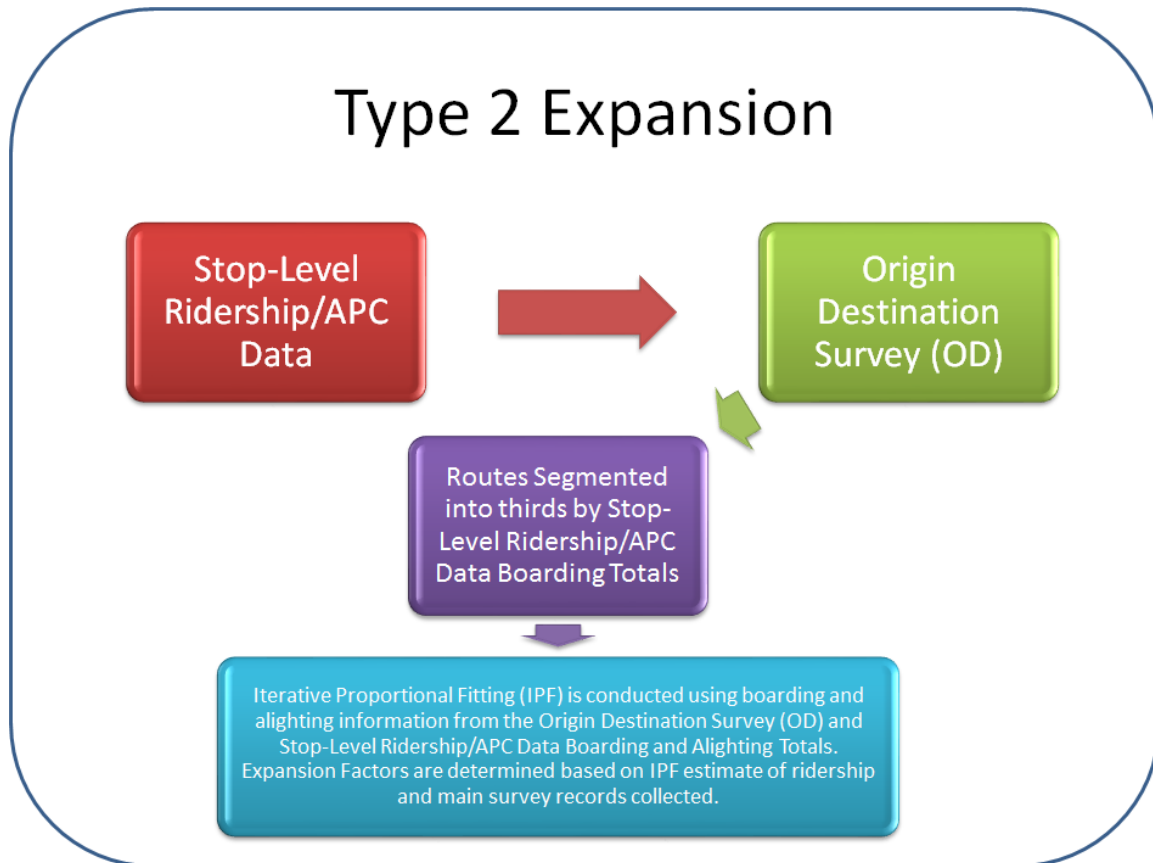 Type 2 Expansion
Stop-Level
Ridership/APC
Data
Origin
Destination
Survey (OD)
Routes Segmented
into thirds by Stop-
Level Ridership/APC
Data Boarding Totals
Iterative Proportional Fitting (IPF) is conducted using boarding and
alighting information from the Origin Destination Survey (OD) and
Stop-Level Ridership/APC Data Boarding and Alighting Totals.
Expansion Factors are determined based on IPF estimate of ridership
and main survey records collected.